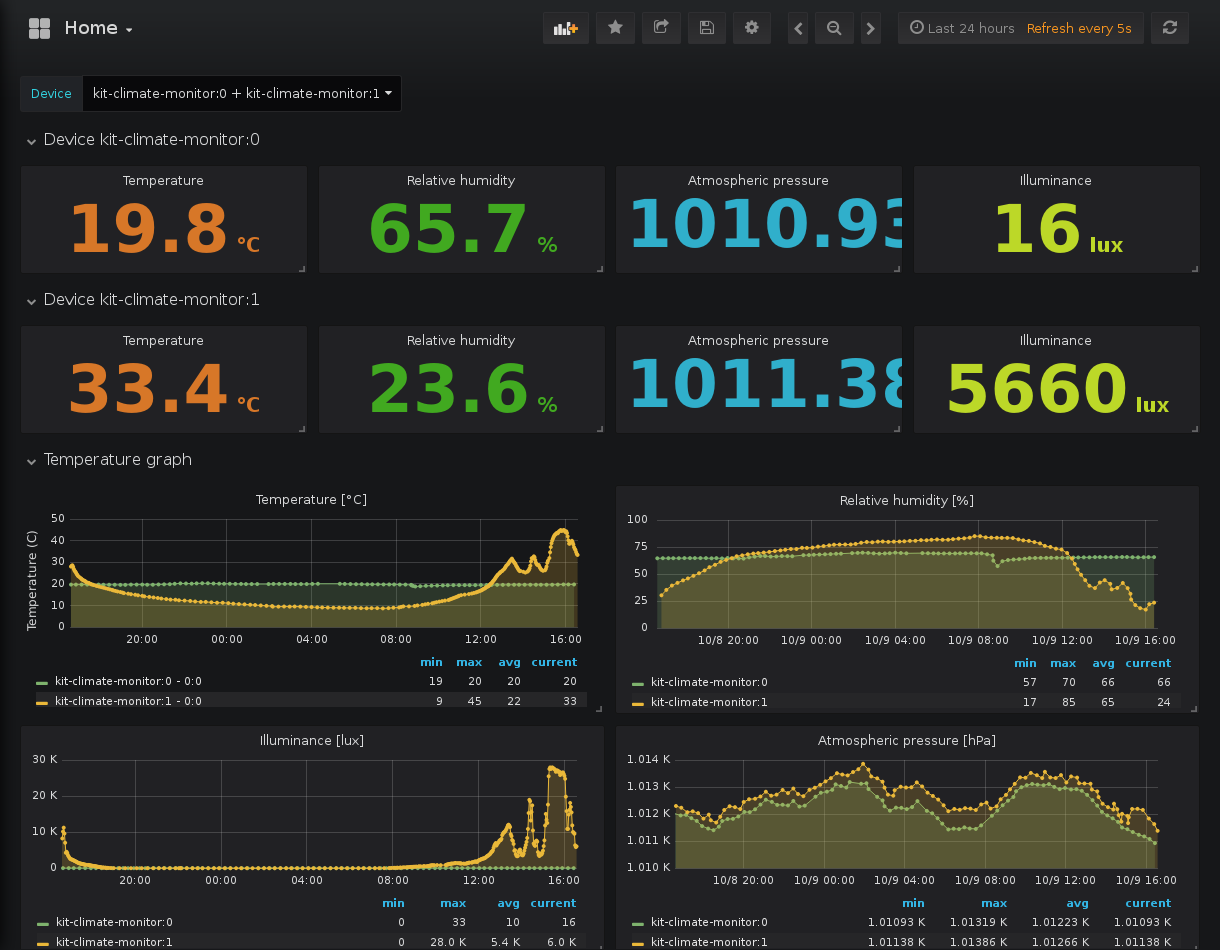 Home
Last 24 hours Refresh every 5s
Device kit-climate-monitor:0 + kit-climate-monitor:1
Device kit-climate-monitor:0
Temperature Relative humidity Atmospheric pressure Illuminance
19.8 °C 65.7 % 1010.93 16 lux
Device kit-climate-monitor:1
Temperature Relative humidity Atmospheric pressure Illuminance
33.4 °C 23.6 % 1011.38 5660 lux
Temperature graph
Temperature [°C]
Temperature (C)
50
40
30
20
10
0
20:00 00:00 04:00 08:00 12:00 16:00
min max avg current
kit-climate-monitor:0 - 0:0 19 20 20 20
kit-climate-monitor:1 - 0:0 9 45 22 33
Relative humidity [%]
100
75
50
25
0
10/8 20:00 10/9 00:00 10/9 04:00 10/9 08:00 10/9 12:00 10/9 16:00
min max avg current
kit-climate-monitor:0 57 70 66 66
kit-climate-monitor:1 17 85 65 24
Illuminance [lux]
30 K
20 K
10 K
0
20:00 00:00 04:00 08:00 12:00 16:00
min max avg current
kit-climate-monitor:0 0 33 10 16
kit-climate-monitor:1 0 28.0 K 5.4 K 6.0 K
Atmospheric pressure [hPa]
1.014 K
1.013 K
1.012 K
1.011 K
1.010 K
10/8 20:00 10/9 00:00 10/9 04:00 10/9 08:00 10/9 12:00 10/9 16:00
min max avg current
kit-climate-monitor:0 1.01093 K 1.01319 K 1.01223 K 1.01093 K
kit-climate-monitor:1 1.01138 K 1.01386 K 1.01266 K 1.01138 K